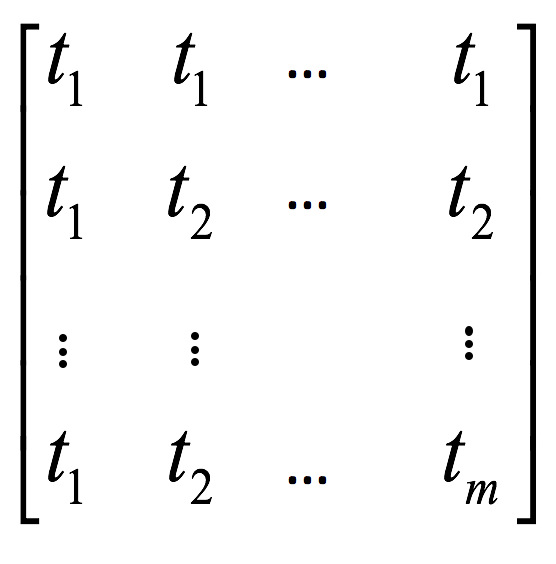 t₁ t₁ ... t₁
t₁ t₂ ... t₂
⋮ ⋮ ⋮
t₁ t₂ ... tₘ